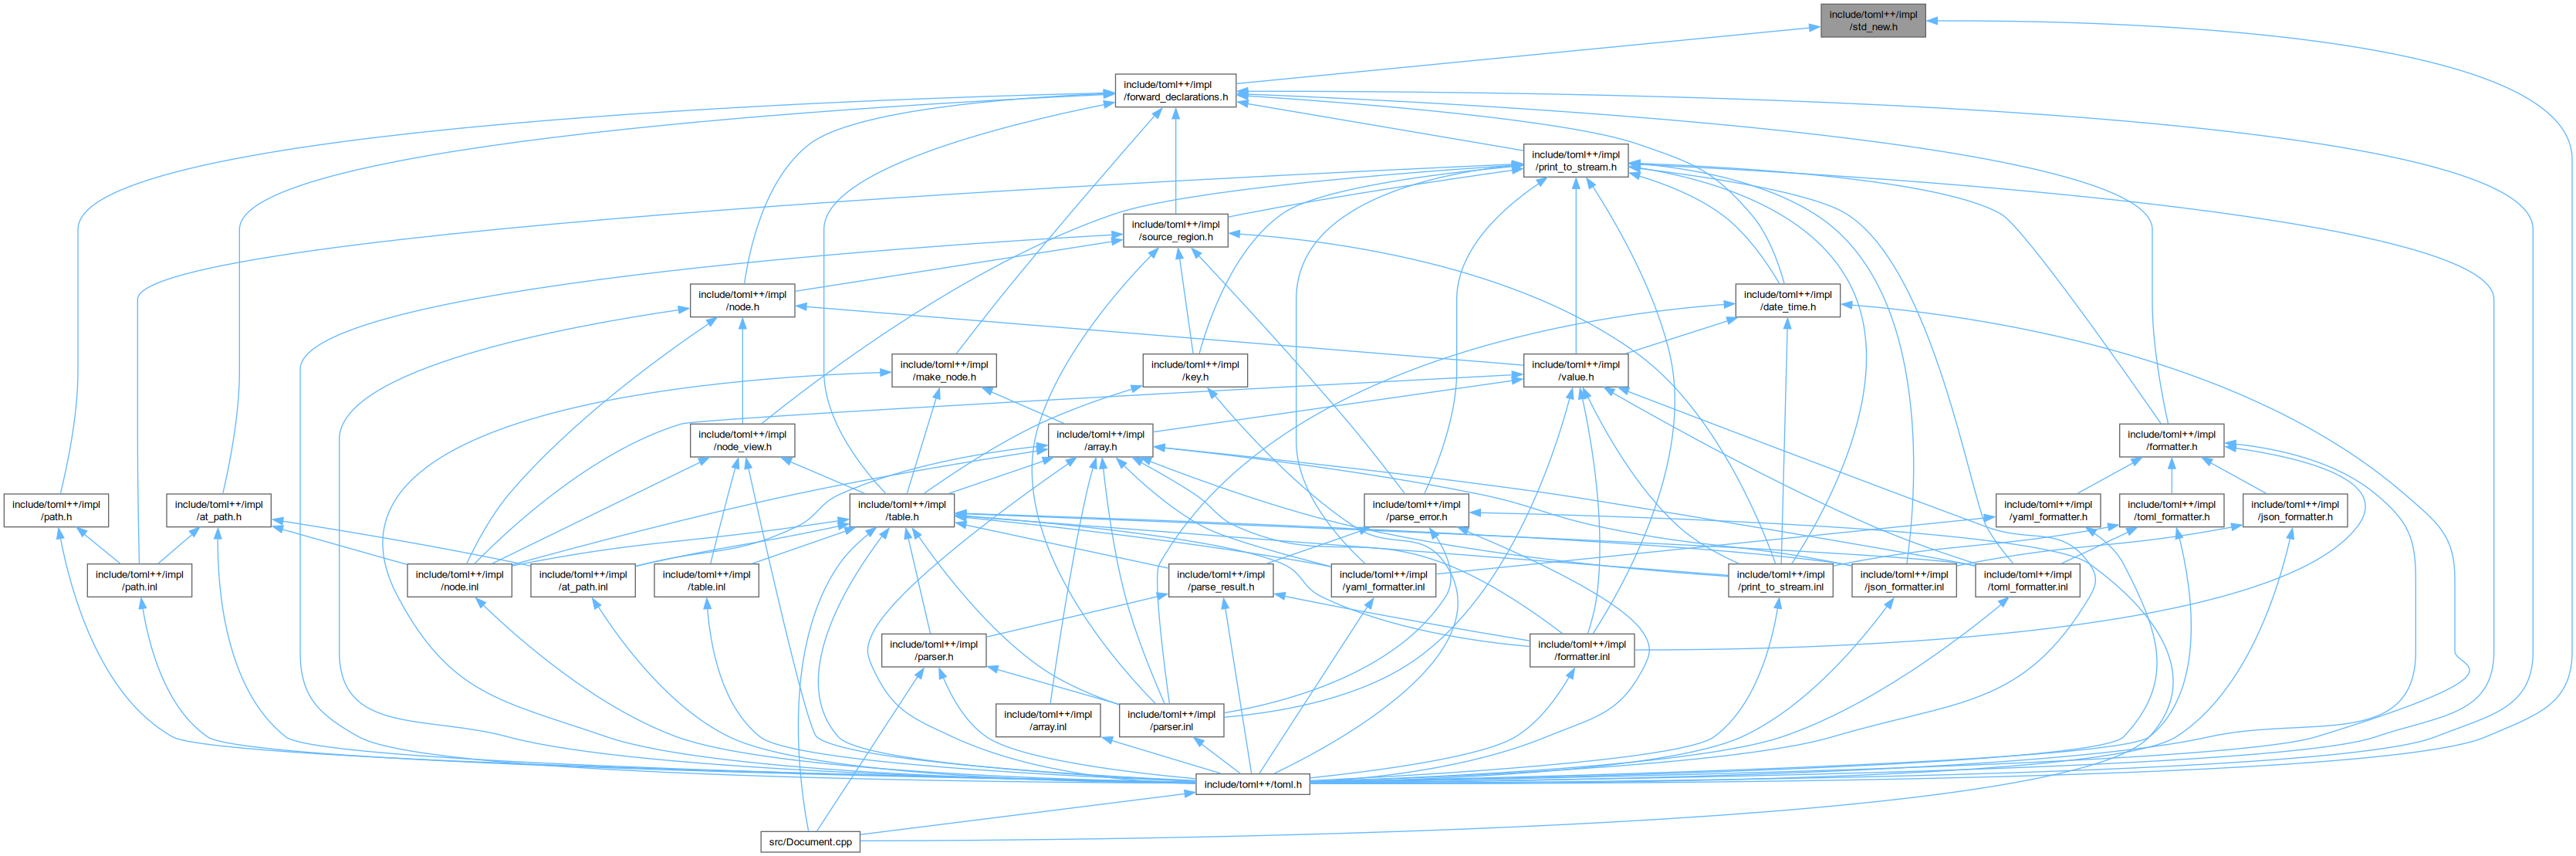 include/toml++/impl
/std_new.h
include/toml++/impl
/forward_declarations.h
include/toml++/impl
/print_to_stream.h
include/toml++/impl
/source_region.h
include/toml++/impl
/node.h
include/toml++/impl
/date_time.h
include/toml++/impl
/make_node.h
include/toml++/impl
/key.h
include/toml++/impl
/value.h
include/toml++/impl
/node_view.h
include/toml++/impl
/array.h
include/toml++/impl
/formatter.h
include/toml++/impl
/path.h
include/toml++/impl
/at_path.h
include/toml++/impl
/table.h
include/toml++/impl
/parse_error.h
include/toml++/impl
/yaml_formatter.h
include/toml++/impl
/toml_formatter.h
include/toml++/impl
/json_formatter.h
include/toml++/impl
/path.inl
include/toml++/impl
/node.inl
include/toml++/impl
/at_path.inl
include/toml++/impl
/table.inl
include/toml++/impl
/parse_result.h
include/toml++/impl
/yaml_formatter.inl
include/toml++/impl
/print_to_stream.inl
include/toml++/impl
/json_formatter.inl
include/toml++/impl
/toml_formatter.inl
include/toml++/impl
/parser.h
include/toml++/impl
/formatter.inl
include/toml++/impl
/array.inl
include/toml++/impl
/parser.inl
include/toml++/toml.h
src/Document.cpp